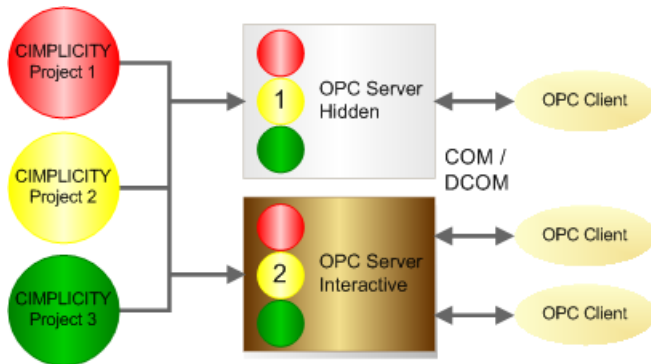 CIMPLICITY
Project 1
CIMPLICITY
Project 2
CIMPLICITY
Project 3
1
OPC Server
Hidden
2
OPC Server
Interactive
COM /
DCOM
OPC Client
OPC Client
OPC Client